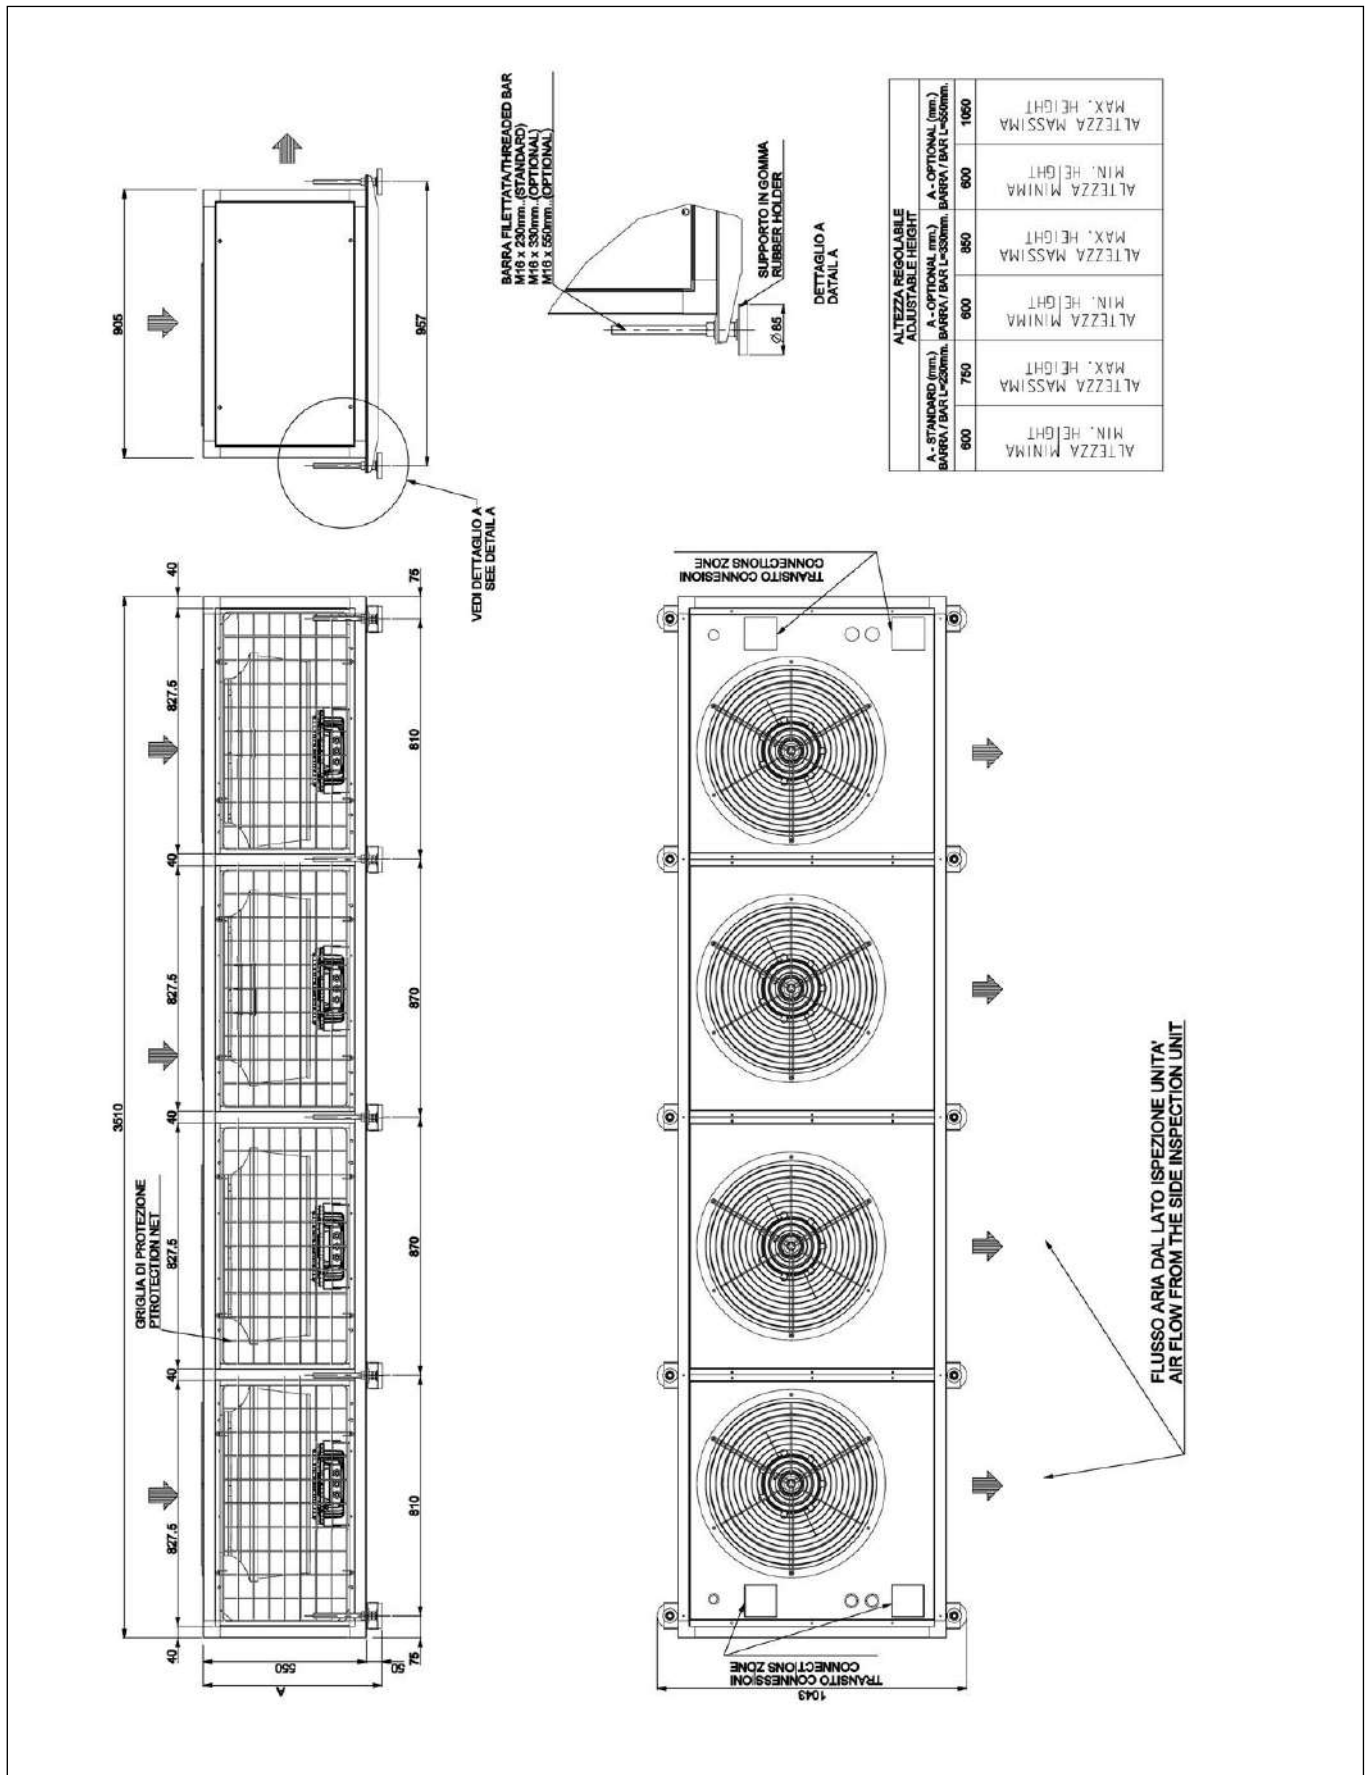 905
957
VEDI DETTAGLIO A
SEE DETAIL A
BARRA FILETTATA/THREADED BAR
M16 x 230mm..(STANDARD)
M16 x 330mm..(OPTIONAL)
M16 x 550mm..(OPTIONAL)
SUPPORTO IN GOMMA
RUBBER HOLDER
Ø85
DETTAGLIO A
DATAIL A
ALTEZZA REGOLABILE
ADJUSTABLE HEIGHT
A - STANDARD (mm.)
BARRA / BAR L=230mm.
A - OPTIONAL mm.)
BARRA / BAR L=330mm.
A - OPTIONAL (mm.)
BARRA / BAR L=550mm.
600
750
600
850
600
1050
ALTEZZA MINIMA
MIN. HEIGHT
ALTEZZA MASSIMA
MAX. HEIGHT
ALTEZZA MINIMA
MIN. HEIGHT
ALTEZZA MASSIMA
MAX. HEIGHT
ALTEZZA MINIMA
MIN. HEIGHT
ALTEZZA MASSIMA
MAX. HEIGHT
3510
40
827.5
40
827.5
40
827.5
40
827.5
40
GRIGLIA DI PROTEZIONE
PTROTECTION NET
A
550
50
75
810
870
870
810
75
TRANSITO CONNESSIONI
CONNECTIONS ZONE
1043
TRANSITO CONNESIONI
CONNECTIONS ZONE
FLUSSO ARIA DAL LATO ISPEZIONE UNITA'
AIR FLOW FROM THE SIDE INSPECTION UNIT